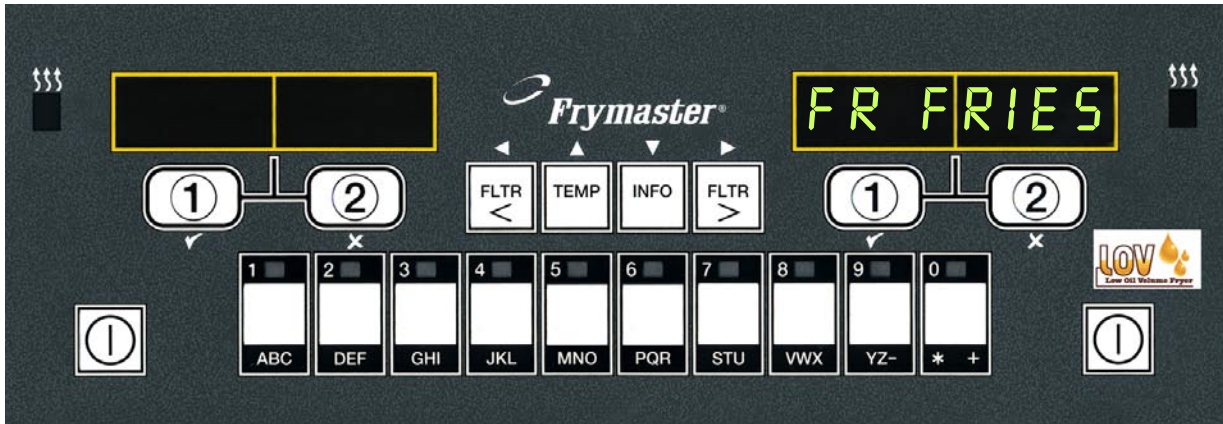 FR FRIES
Frymaster®
1 2
FLTR < TEMP INFO FLTR >
1 2
LOV
Low Oil Volume Fryer
1 2 3 4 5 6 7 8 9 0
ABC DEF GHI JKL MNO PQR STU VWX YZ- * +